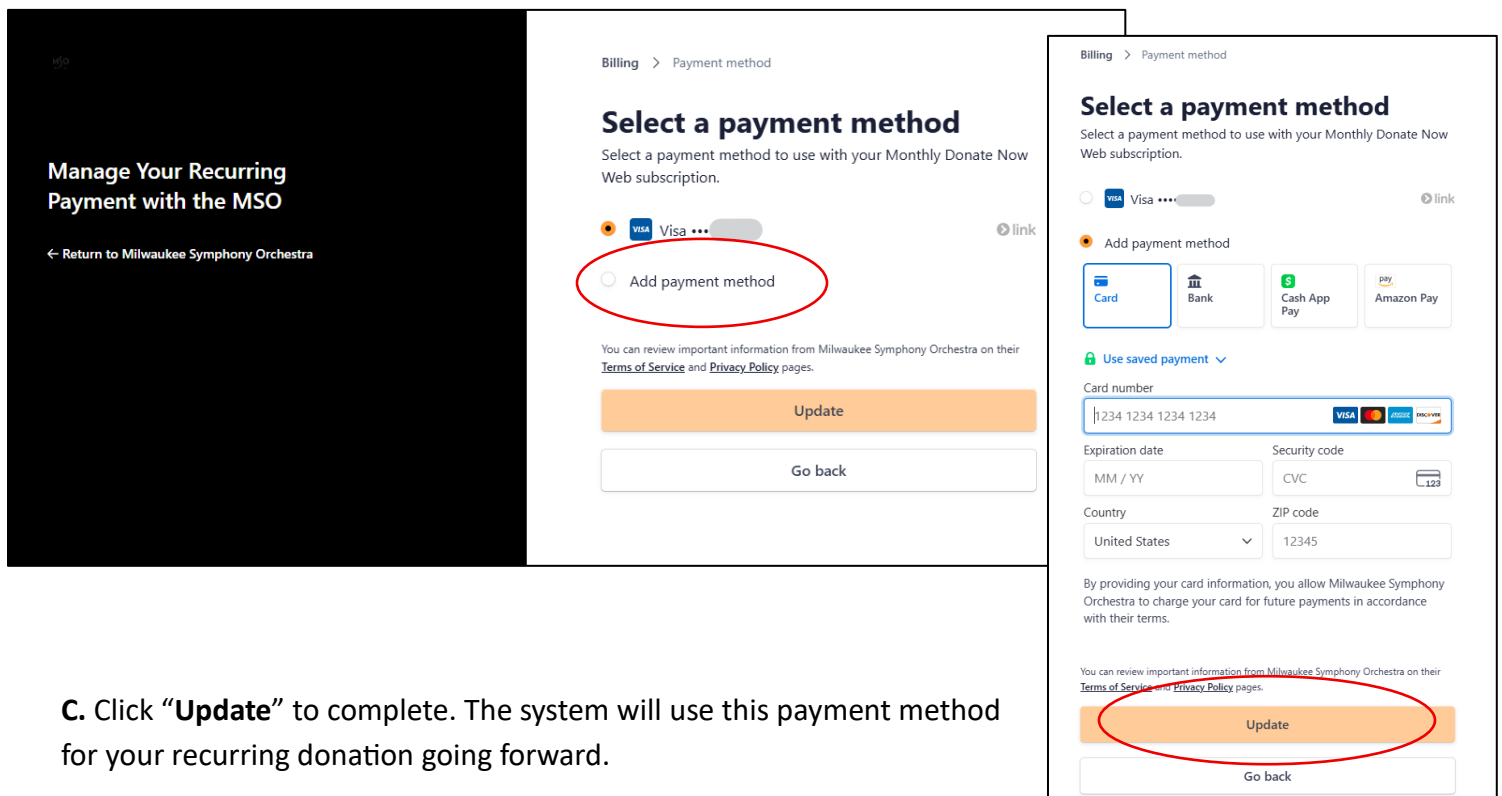 MSO
Manage Your Recurring
Payment with the MSO
← Return to Milwaukee Symphony Orchestra
Billing > Payment method
Select a payment method
Select a payment method to use with your Monthly Donate Now
Web subscription.
VISA Visa ••• link
Add payment method
You can review important information from Milwaukee Symphony Orchestra on their
Terms of Service and Privacy Policy pages.
Update
Go back
Billing > Payment method
Select a payment method
Select a payment method to use with your Monthly Donate Now
Web subscription.
VISA Visa •••• link
Add payment method
Card
Bank
Cash App
Pay
pay
Amazon Pay
Use saved payment
Card number
1234 1234 1234 1234 VISA DISCOVER
Expiration date Security code
MM / YY CVC 123
Country ZIP code
United States 12345
By providing your card information, you allow Milwaukee Symphony
Orchestra to charge your card for future payments in accordance
with their terms.
You can review important information from Milwaukee Symphony Orchestra on their
Terms of Service and Privacy Policy pages.
Update
Go back
C. Click “Update” to complete. The system will use this payment method
for your recurring donation going forward.